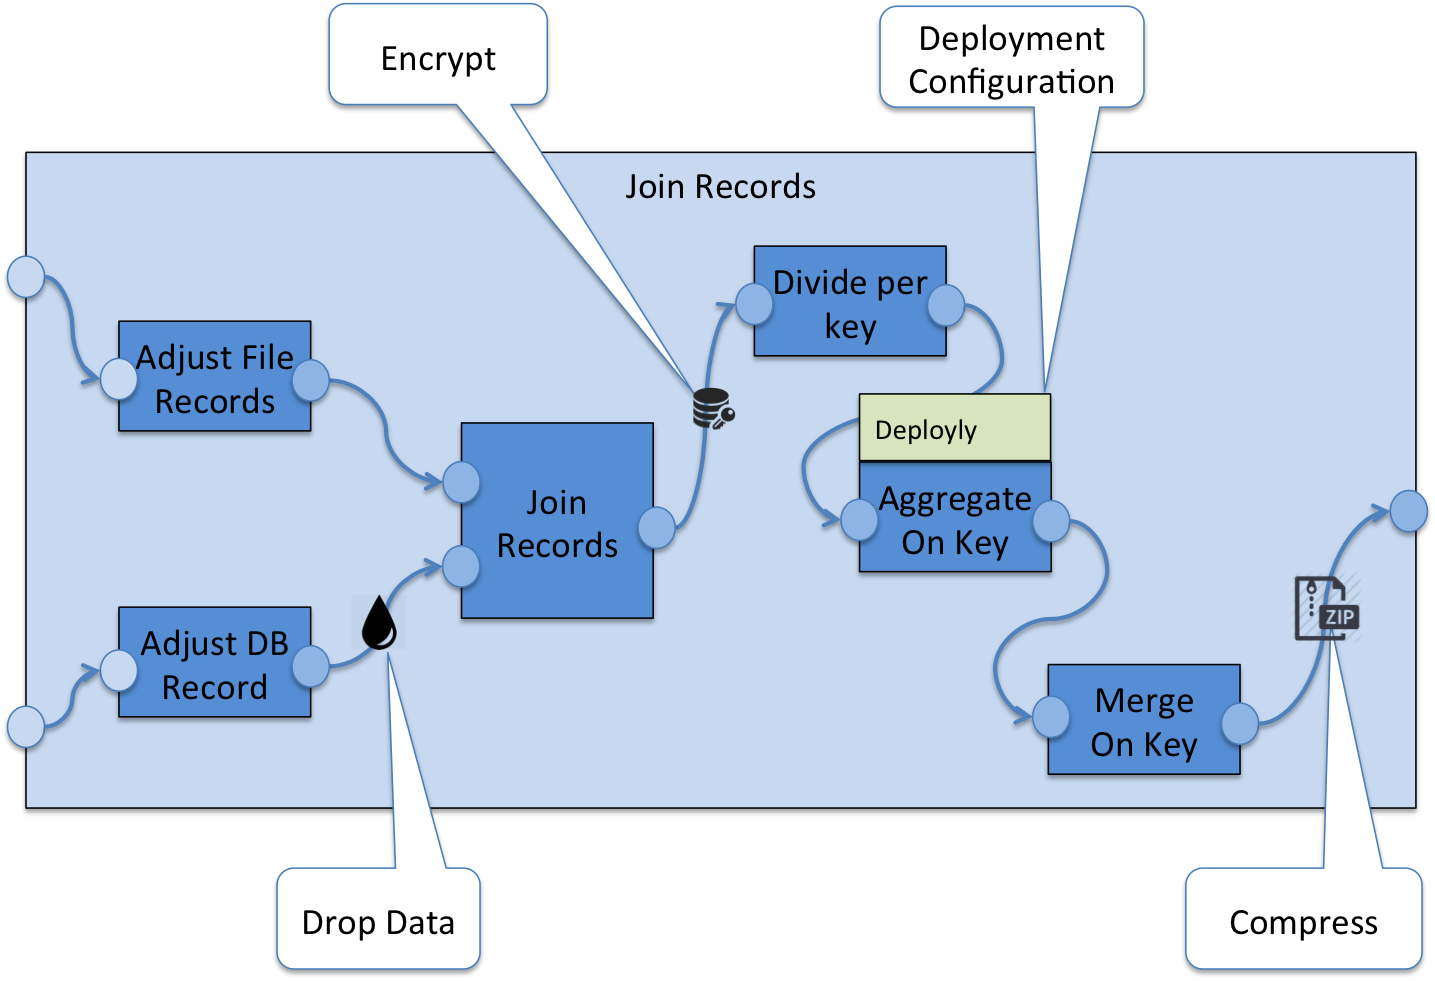 Encrypt
Deployment
Configuration
Join Records
Divide per
key
Adjust File
Records
Deployly
Join
Records
Aggregate
On Key
ZIP
Adjust DB
Record
Merge
On Key
Drop Data
Compress